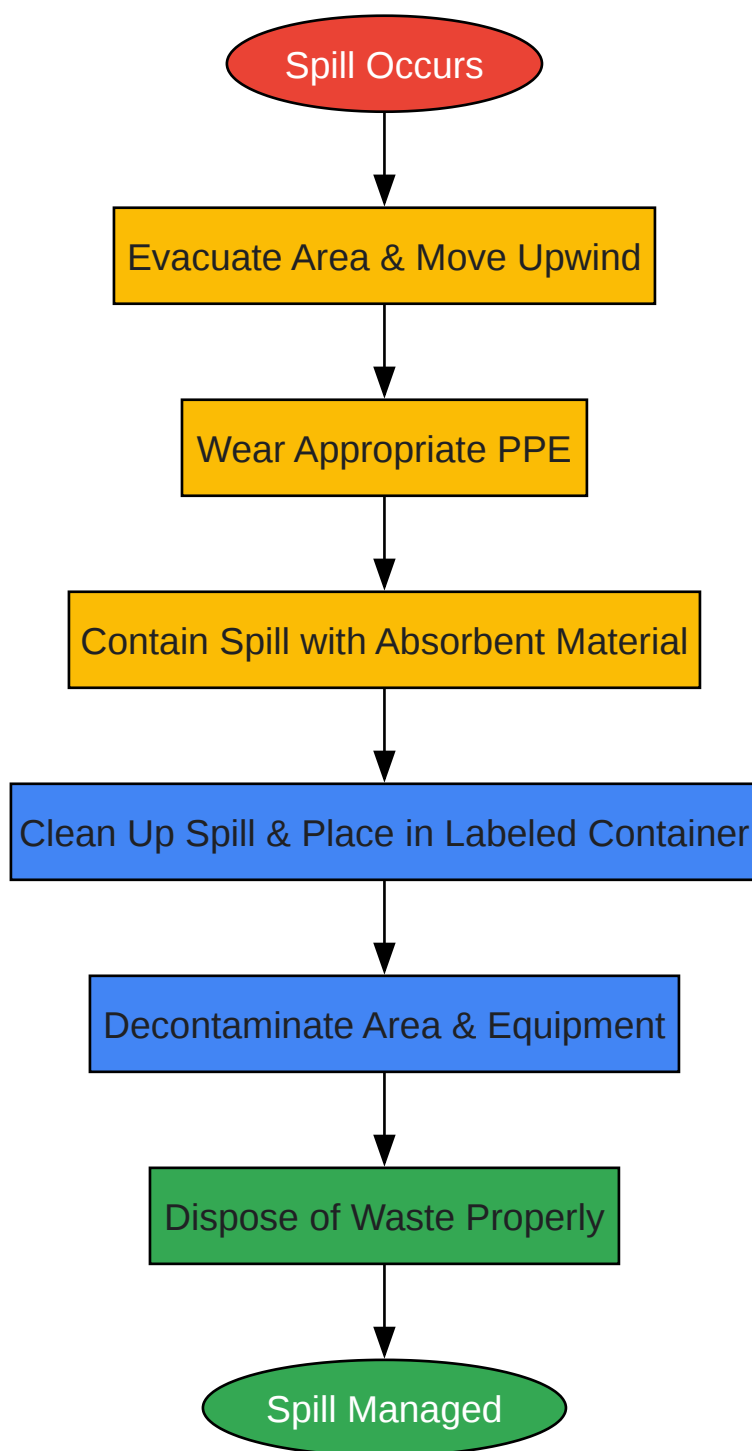 Spill Occurs
Evacuate Area & Move Upwind
Wear Appropriate PPE
Contain Spill with Absorbent Material
Clean Up Spill & Place in Labeled Container
Decontaminate Area & Equipment
Dispose of Waste Properly
Spill Managed